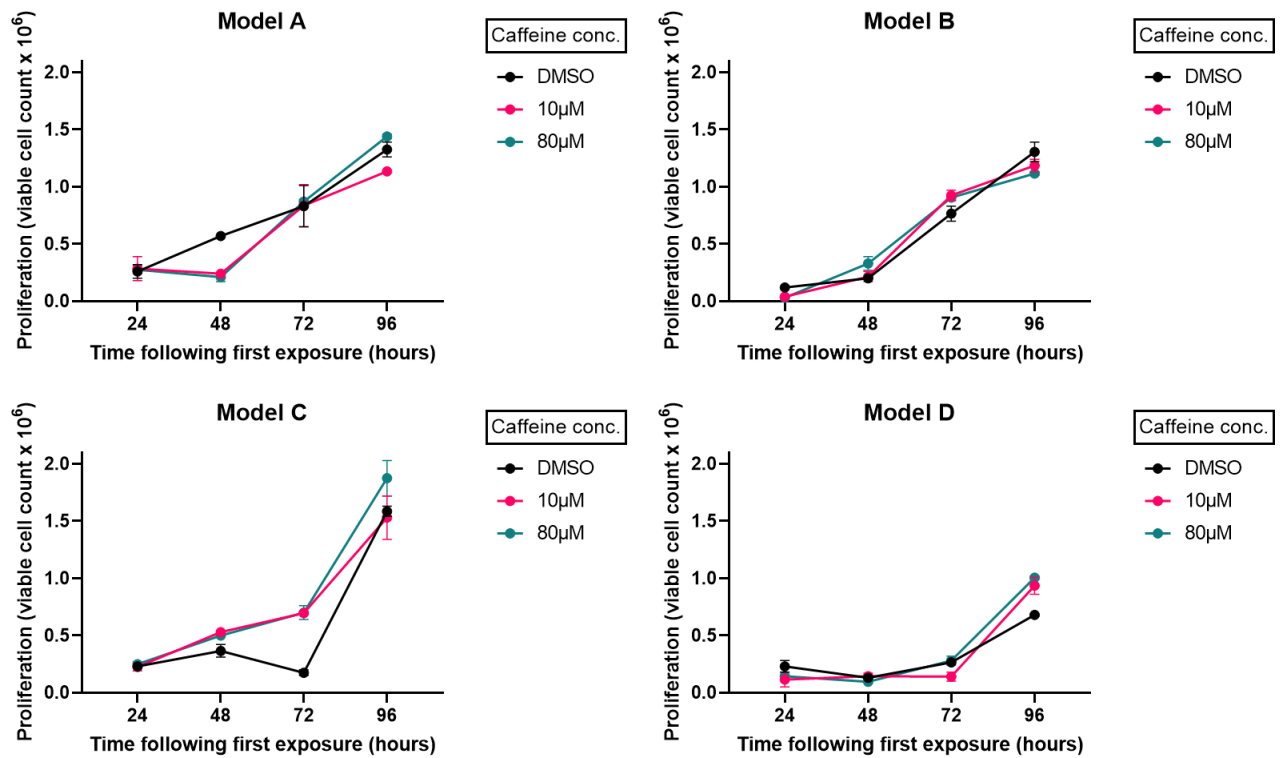 Model A
Caffeine conc.
DMSO
10µM
80µM
Proliferation (viable cell count x 10⁶)
2.0
1.5
1.0
0.5
0.0
24 48 72 96
Time following first exposure (hours)
Model B
Caffeine conc.
DMSO
10µM
80µM
Proliferation (viable cell count x 10⁶)
2.0
1.5
1.0
0.5
0.0
24 48 72 96
Time following first exposure (hours)
Model C
Caffeine conc.
DMSO
10µM
80µM
Proliferation (viable cell count x 10⁶)
2.0
1.5
1.0
0.5
0.0
24 48 72 96
Time following first exposure (hours)
Model D
Caffeine conc.
DMSO
10µM
80µM
Proliferation (viable cell count x 10⁶)
2.0
1.5
1.0
0.5
0.0
24 48 72 96
Time following first exposure (hours)